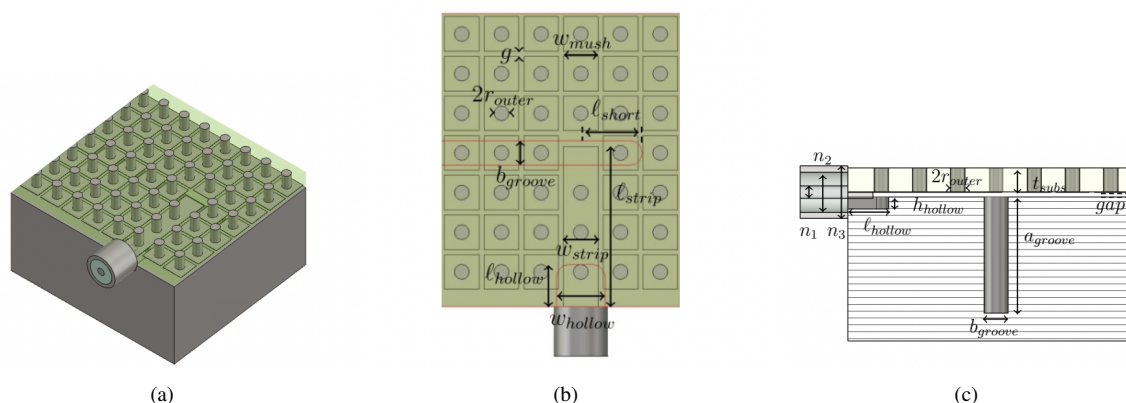 w_mush
g
2r_outer
ℓ_short
b_groove
ℓ_strip
w_strip
ℓ_hollow
w_hollow
n_2
2r_outer
t_subs
h_hollow
gap
ℓ_hollow
n_1
n_3
a_groove
b_groove
(a)
(b)
(c)